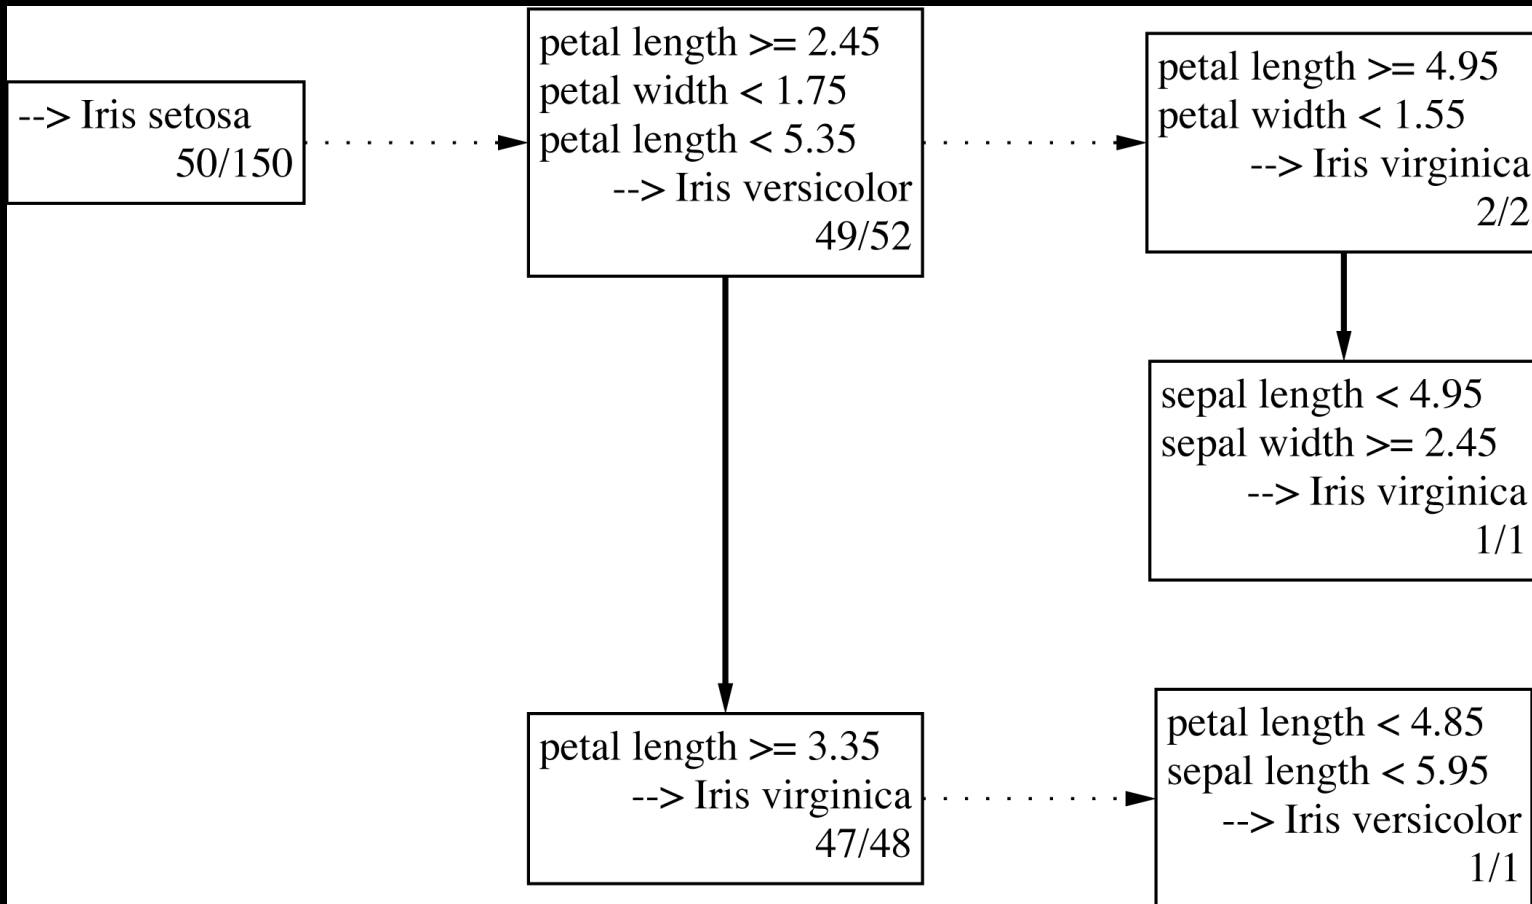 --> Iris setosa
50/150
petal length >= 2.45
petal width < 1.75
petal length < 5.35
--> Iris versicolor
49/52
petal length >= 4.95
petal width < 1.55
--> Iris virginica
2/2
sepal length < 4.95
sepal width >= 2.45
--> Iris virginica
1/1
petal length >= 3.35
--> Iris virginica
47/48
petal length < 4.85
sepal length < 5.95
--> Iris versicolor
1/1